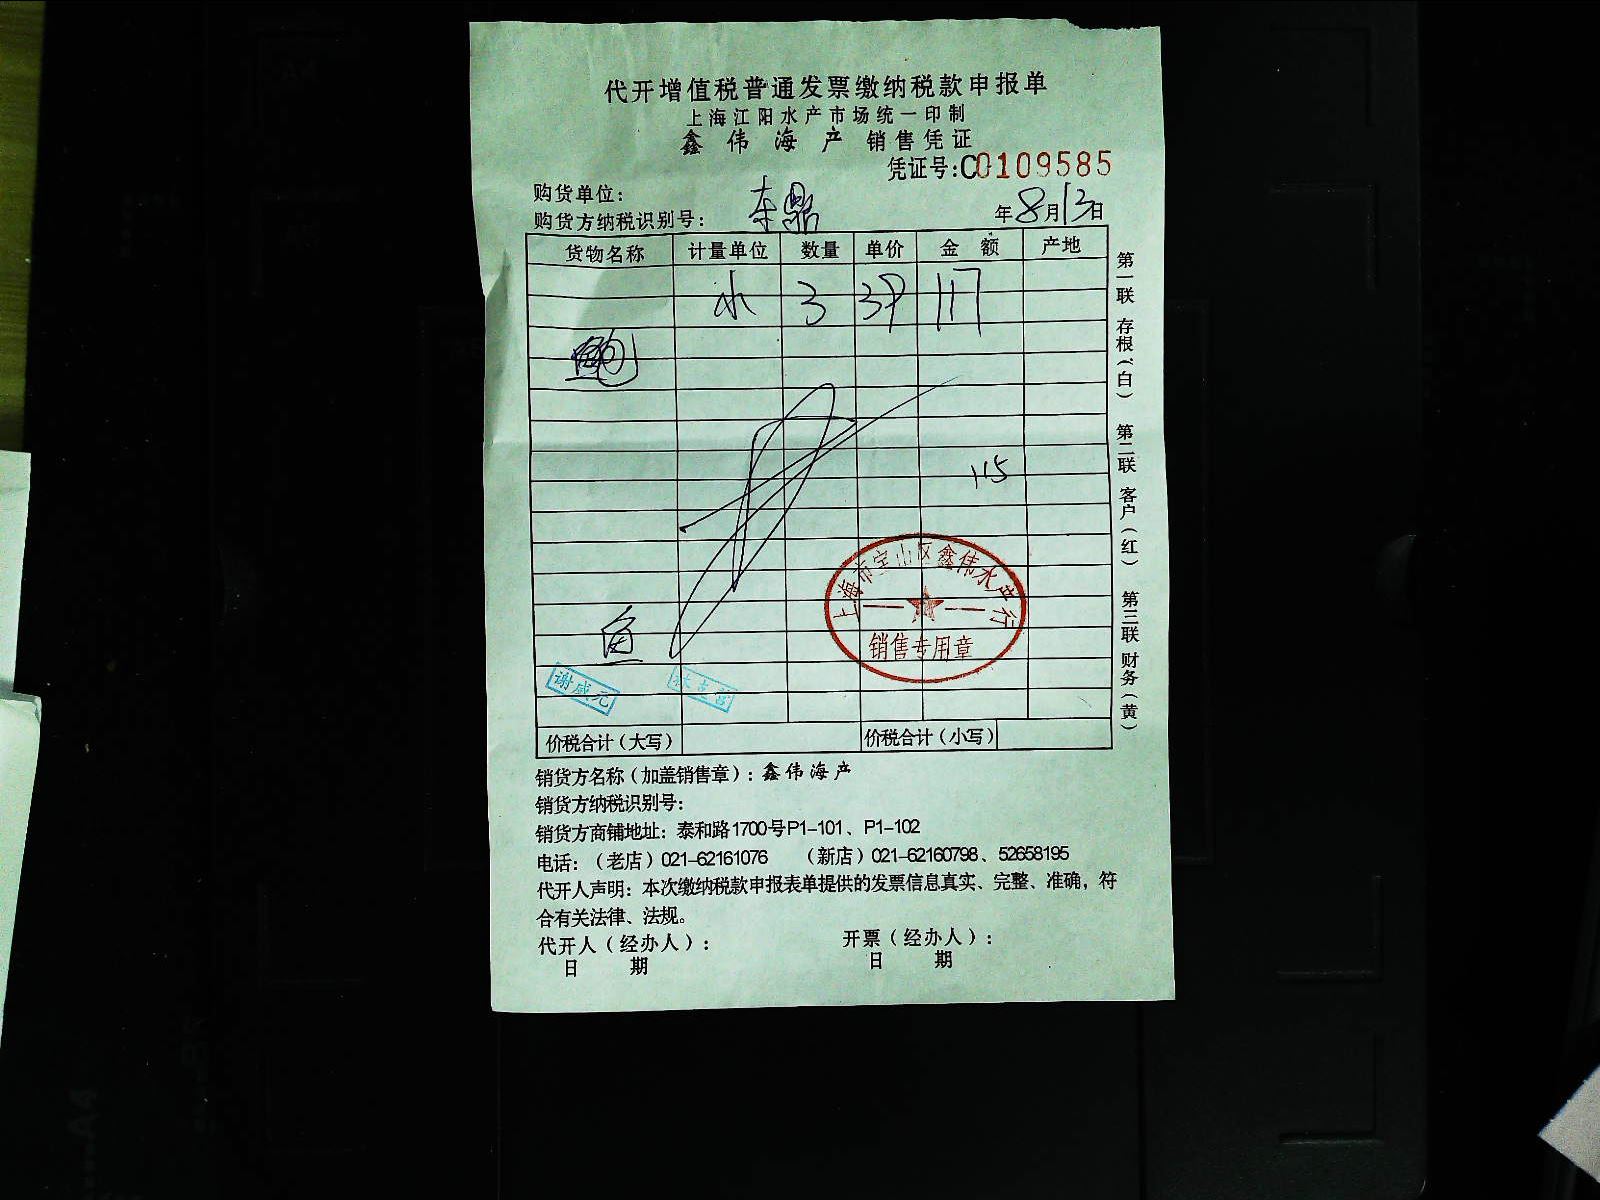 代开增值税普通发票缴纳税款申报单
上海江阳水产市场统一印制
鑫伟海产 销售凭证
凭证号:C0109585
购货单位:
购货方纳税识别号: 东鼎
年8月13日
货物名称 计量单位 数量 单价 金额 产地
小 3 39 117
鲍
115
鱼
上海市宝山区鑫伟水产行
销售专用章
谢咸元
价税合计(大写) 价税合计(小写)
销货方名称(加盖销售章):鑫伟海产
销货方纳税识别号:
销货方商铺地址: 泰和路1700号P1-101、P1-102
电话:(老店)021-62161076 (新店)021-62160798、52658195
代开人声明: 本次缴纳税款申报表单提供的发票信息真实、完整、准确,符
合有关法律、法规。
代开人(经办人): 开票(经办人):
日 期 日 期
第一联 存根(白) 第二联 客户(红) 第三联 财务(黄)